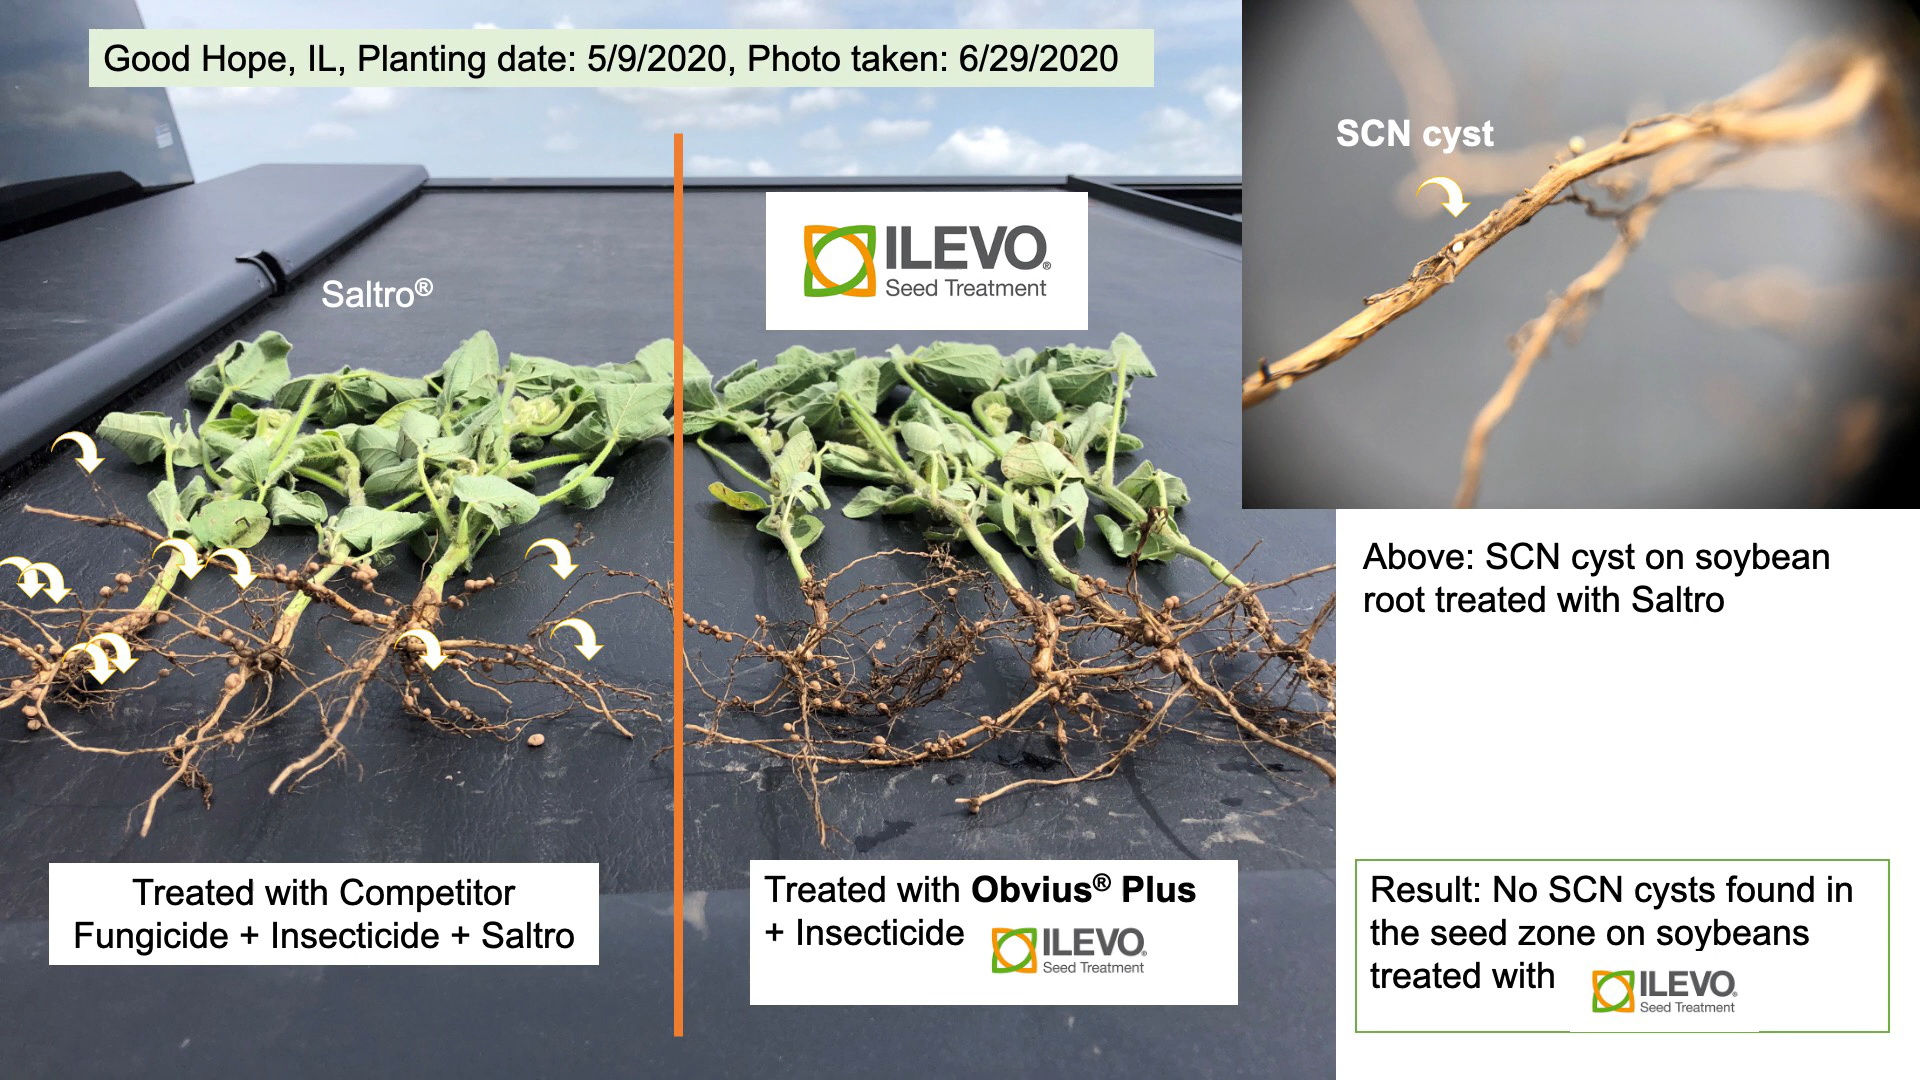 Good Hope, IL, Planting date: 5/9/2020, Photo taken: 6/29/2020
SCN cyst
Saltro®
ILEVO®
Seed Treatment
Above: SCN cyst on soybean
root treated with Saltro
Treated with Competitor
Fungicide + Insecticide + Saltro
Treated with Obvius® Plus
+ Insecticide
ILEVO®
Seed Treatment
Result: No SCN cysts found in
the seed zone on soybeans
treated with
ILEVO®
Seed Treatment